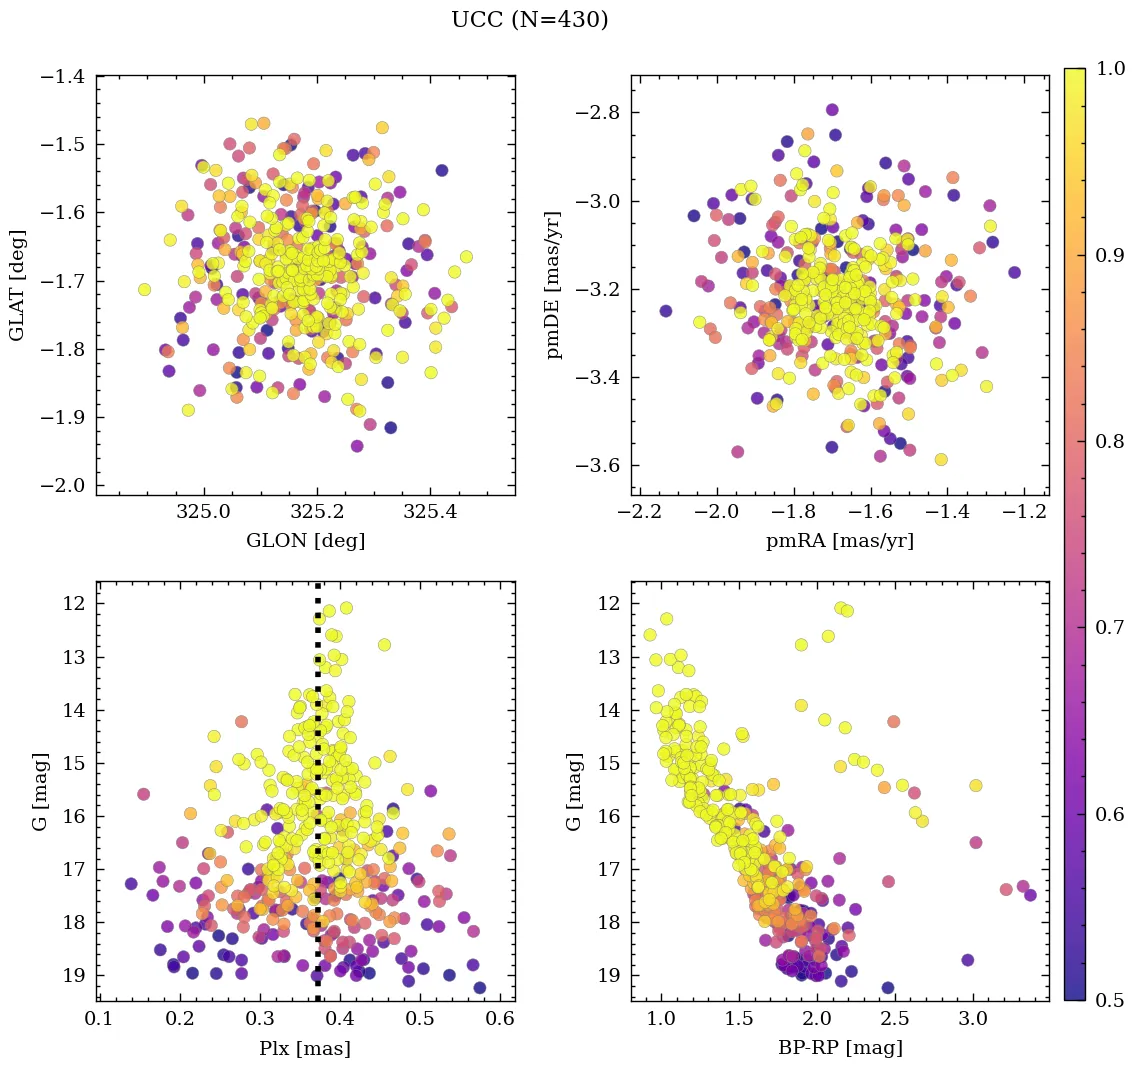 UCC (N=430)
−1.4
−1.5
−1.6
−1.7
−1.8
−1.9
−2.0
GLAT [deg]
325.0 325.2 325.4
GLON [deg]
−2.8
−3.0
−3.2
−3.4
−3.6
pmDE [mas/yr]
−2.2 −2.0 −1.8 −1.6 −1.4 −1.2
pmRA [mas/yr]
1.0
0.9
0.8
0.7
0.6
0.5
12
13
14
15
16
17
18
19
G [mag]
0.1 0.2 0.3 0.4 0.5 0.6
Plx [mas]
12
13
14
15
16
17
18
19
G [mag]
1.0 1.5 2.0 2.5 3.0
BP-RP [mag]